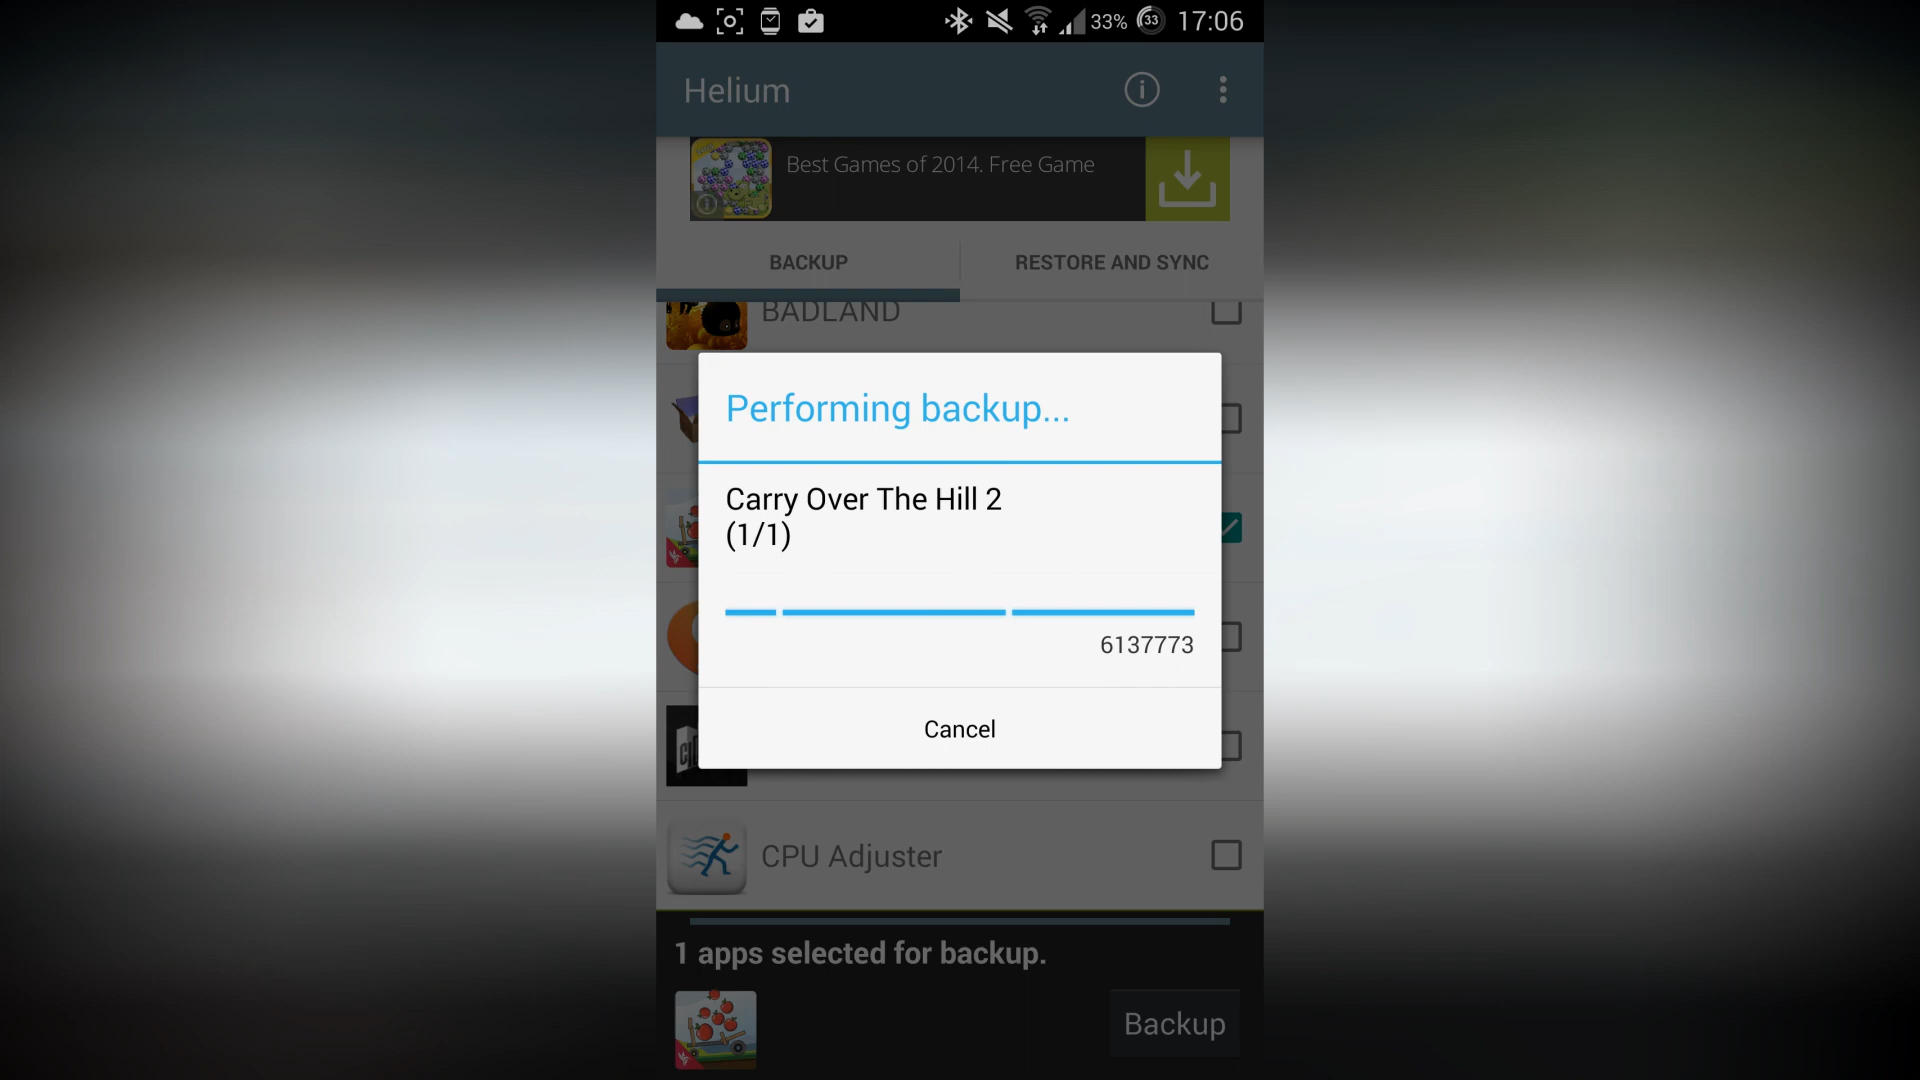 33% 33 17:06
Helium
Best Games of 2014. Free Game
BACKUP
RESTORE AND SYNC
BADLAND
Performing backup...
Carry Over The Hill 2
(1/1)
6137773
Cancel
CPU Adjuster
1 apps selected for backup.
Backup